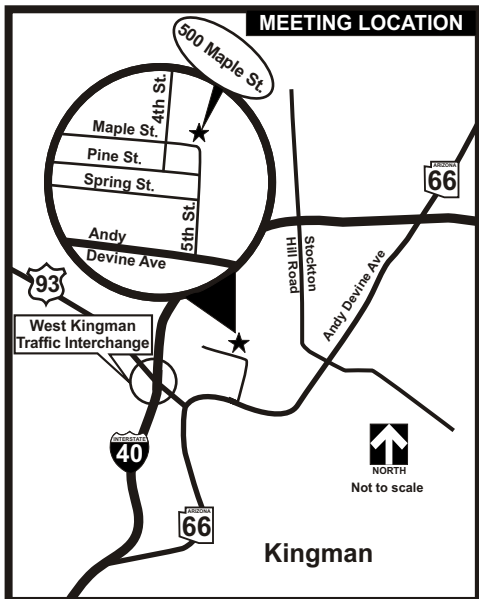 MEETING LOCATION
500 Maple St.
4th St.
Maple St.
Pine St.
Spring St.
5th St.
Andy
Devine Ave
ARIZONA
66
93
Stockton
Hill Road
Andy Devine Ave
West Kingman
Traffic Interchange
INTERSTATE
40
NORTH
Not to scale
ARIZONA
66
Kingman